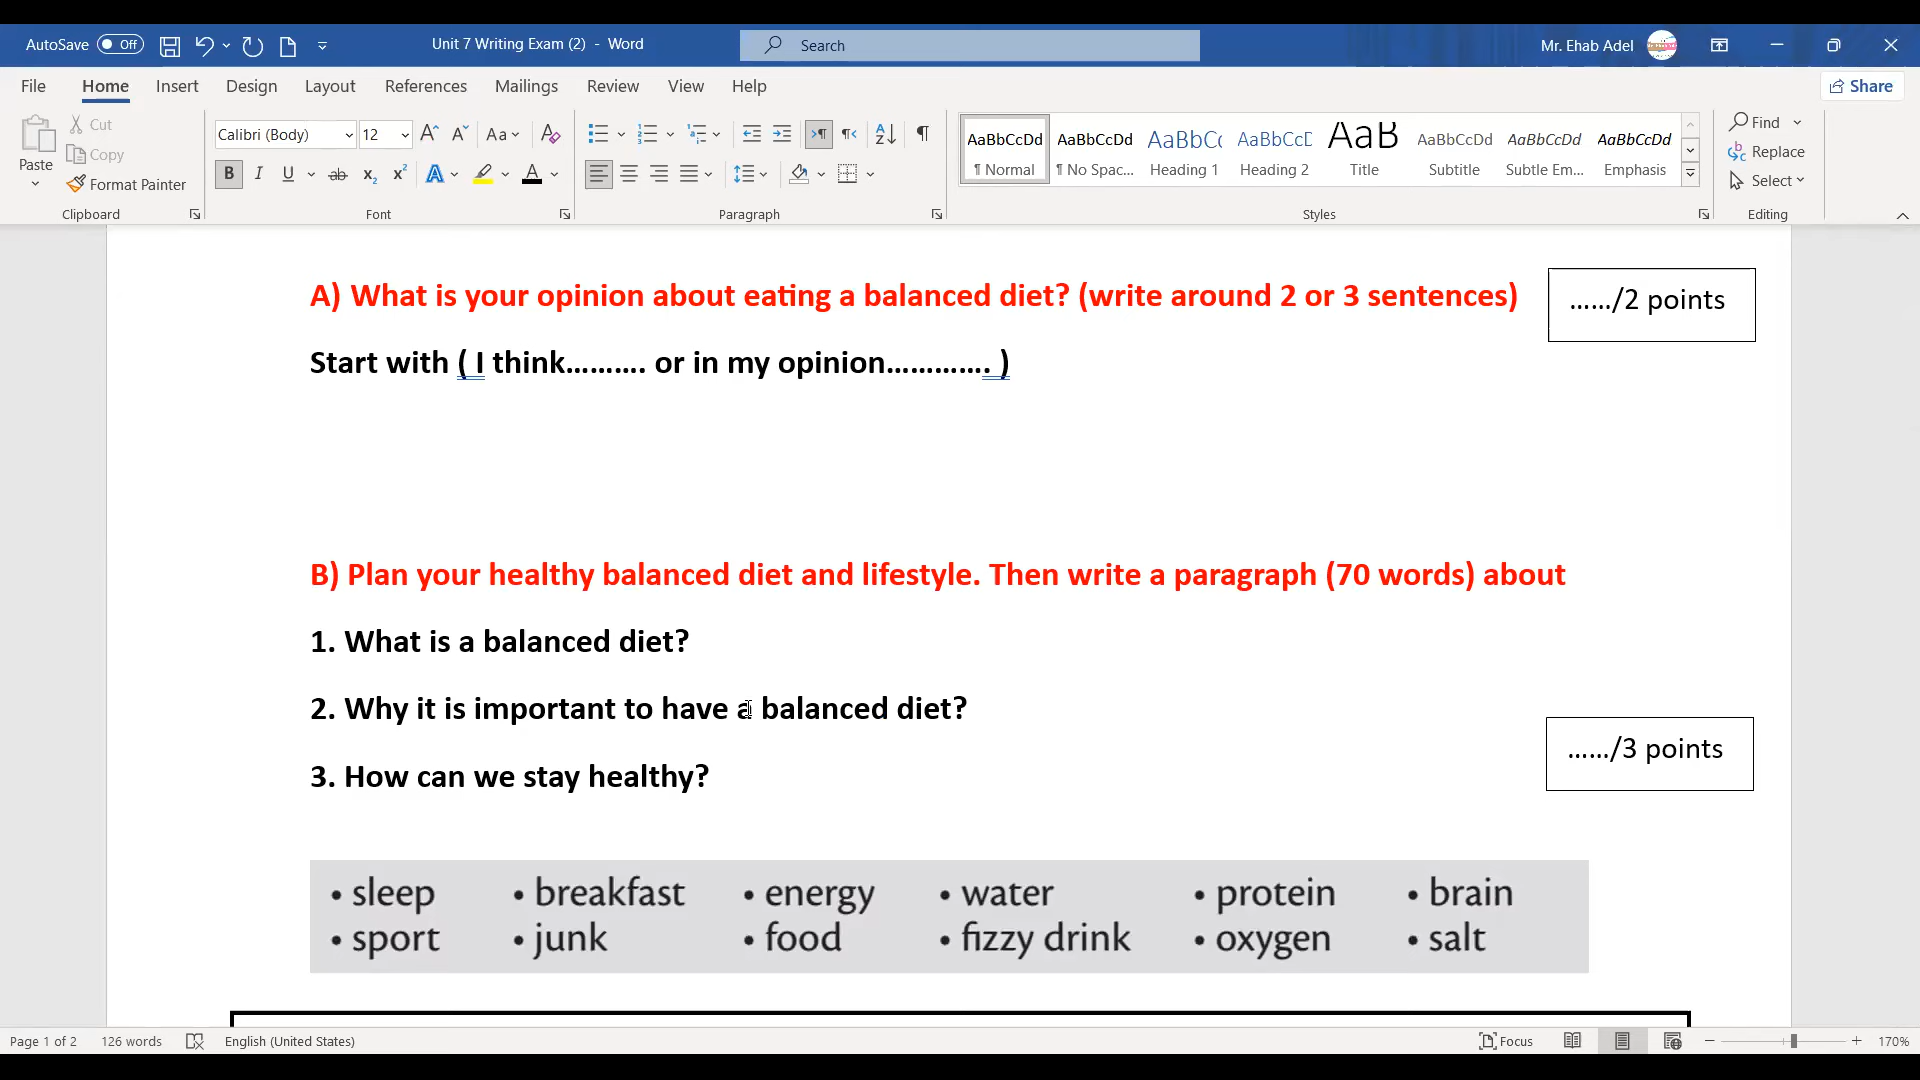 AutoSave Off Unit 7 Writing Exam (2) - Word Search Mr. Ehab Adel
File Home Insert Design Layout References Mailings Review View Help Share
Paste Cut Copy Format Painter Clipboard
Calibri (Body) 12 Aa B I U ab x₂ x² A A Font
Paragraph
AaBbCcDd AaBbCcDd AaBbCc AaBbCcD AaB AaBbCcDd AaBbCcDd AaBbCcDd
¶ Normal ¶ No Spac... Heading 1 Heading 2 Title Subtitle Subtle Em... Emphasis
Styles
Find Replace Select Editing
A) What is your opinion about eating a balanced diet? (write around 2 or 3 sentences)
……/2 points
Start with ( I think………. or in my opinion…………. )
B) Plan your healthy balanced diet and lifestyle. Then write a paragraph (70 words) about
1. What is a balanced diet?
2. Why it is important to have a balanced diet?
……/3 points
3. How can we stay healthy?
• sleep • breakfast • energy • water • protein • brain
• sport • junk • food • fizzy drink • oxygen • salt
Page 1 of 2 126 words English (United States) Focus 170%